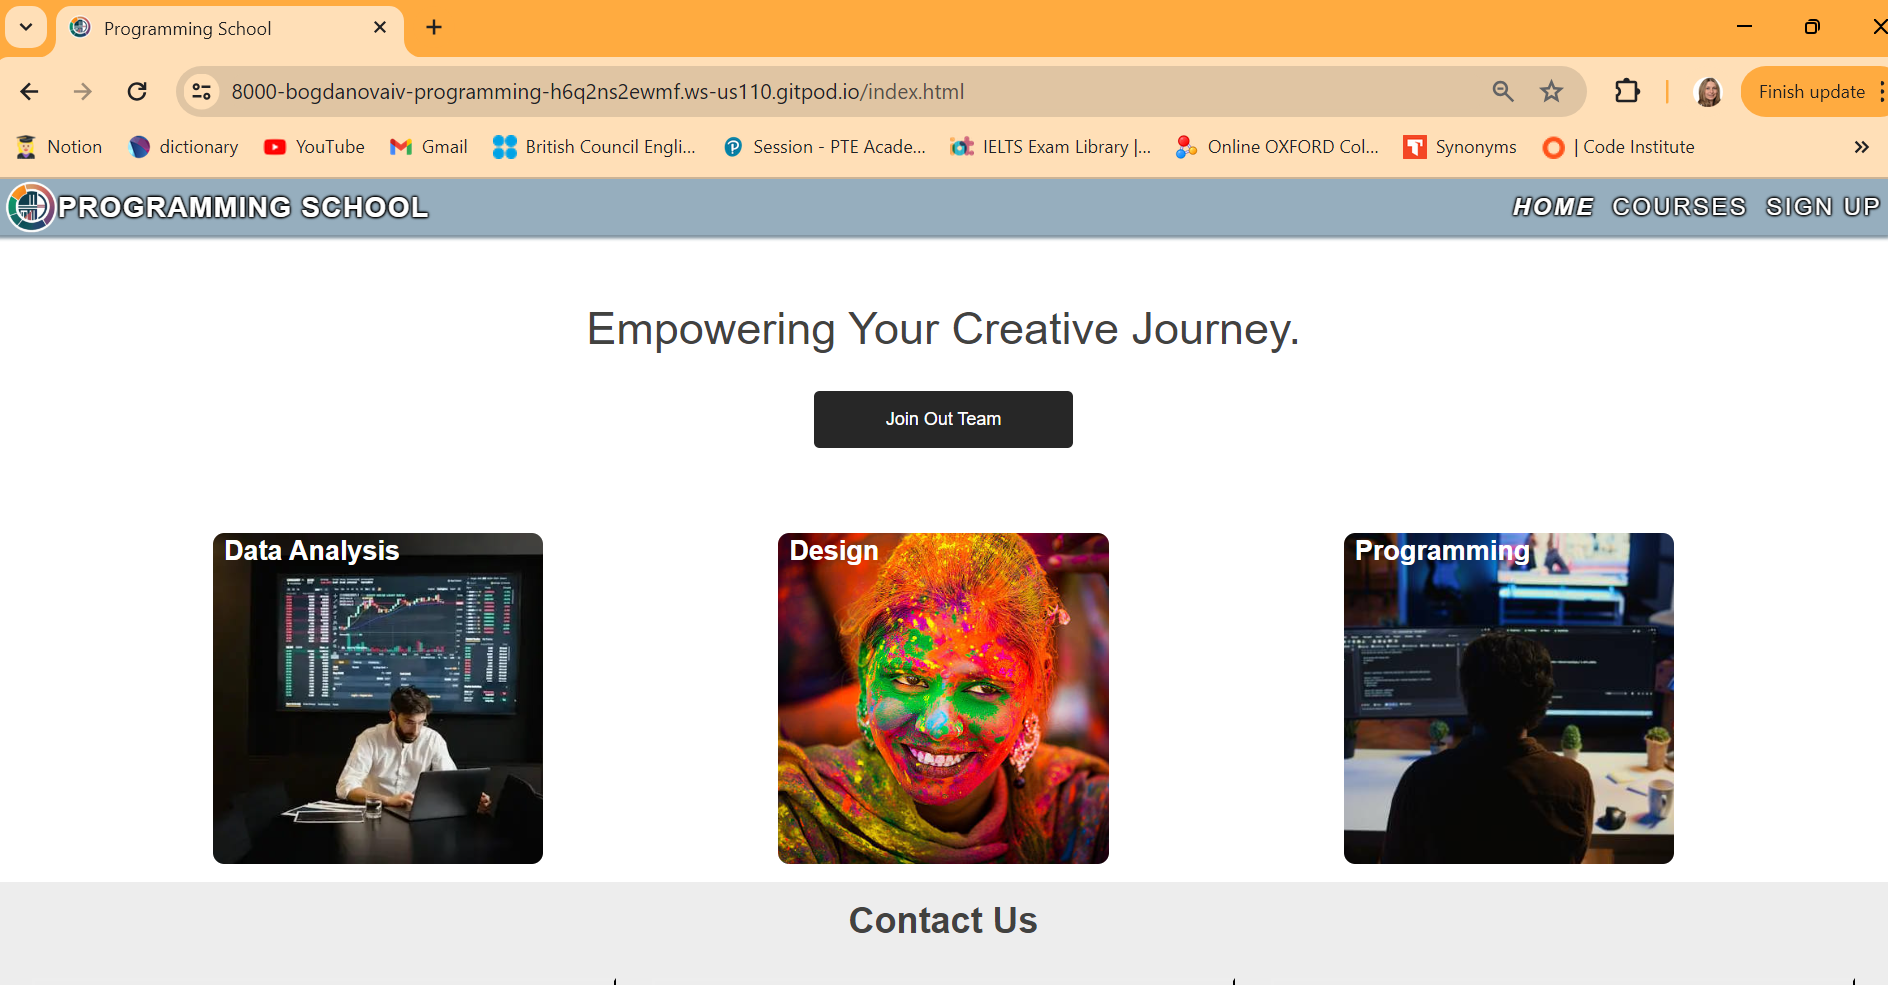 Programming School
8000-bogdanovaiv-programming-h6q2ns2ewmf.ws-us110.gitpod.io/index.html
Finish update
Notion dictionary YouTube Gmail British Council Engli... Session - PTE Acade... IELTS Exam Library |... Online OXFORD Col... Synonyms | Code Institute
PROGRAMMING SCHOOL
HOME COURSES SIGN UP
Empowering Your Creative Journey.
Join Out Team
Data Analysis
Design
Programming
Contact Us